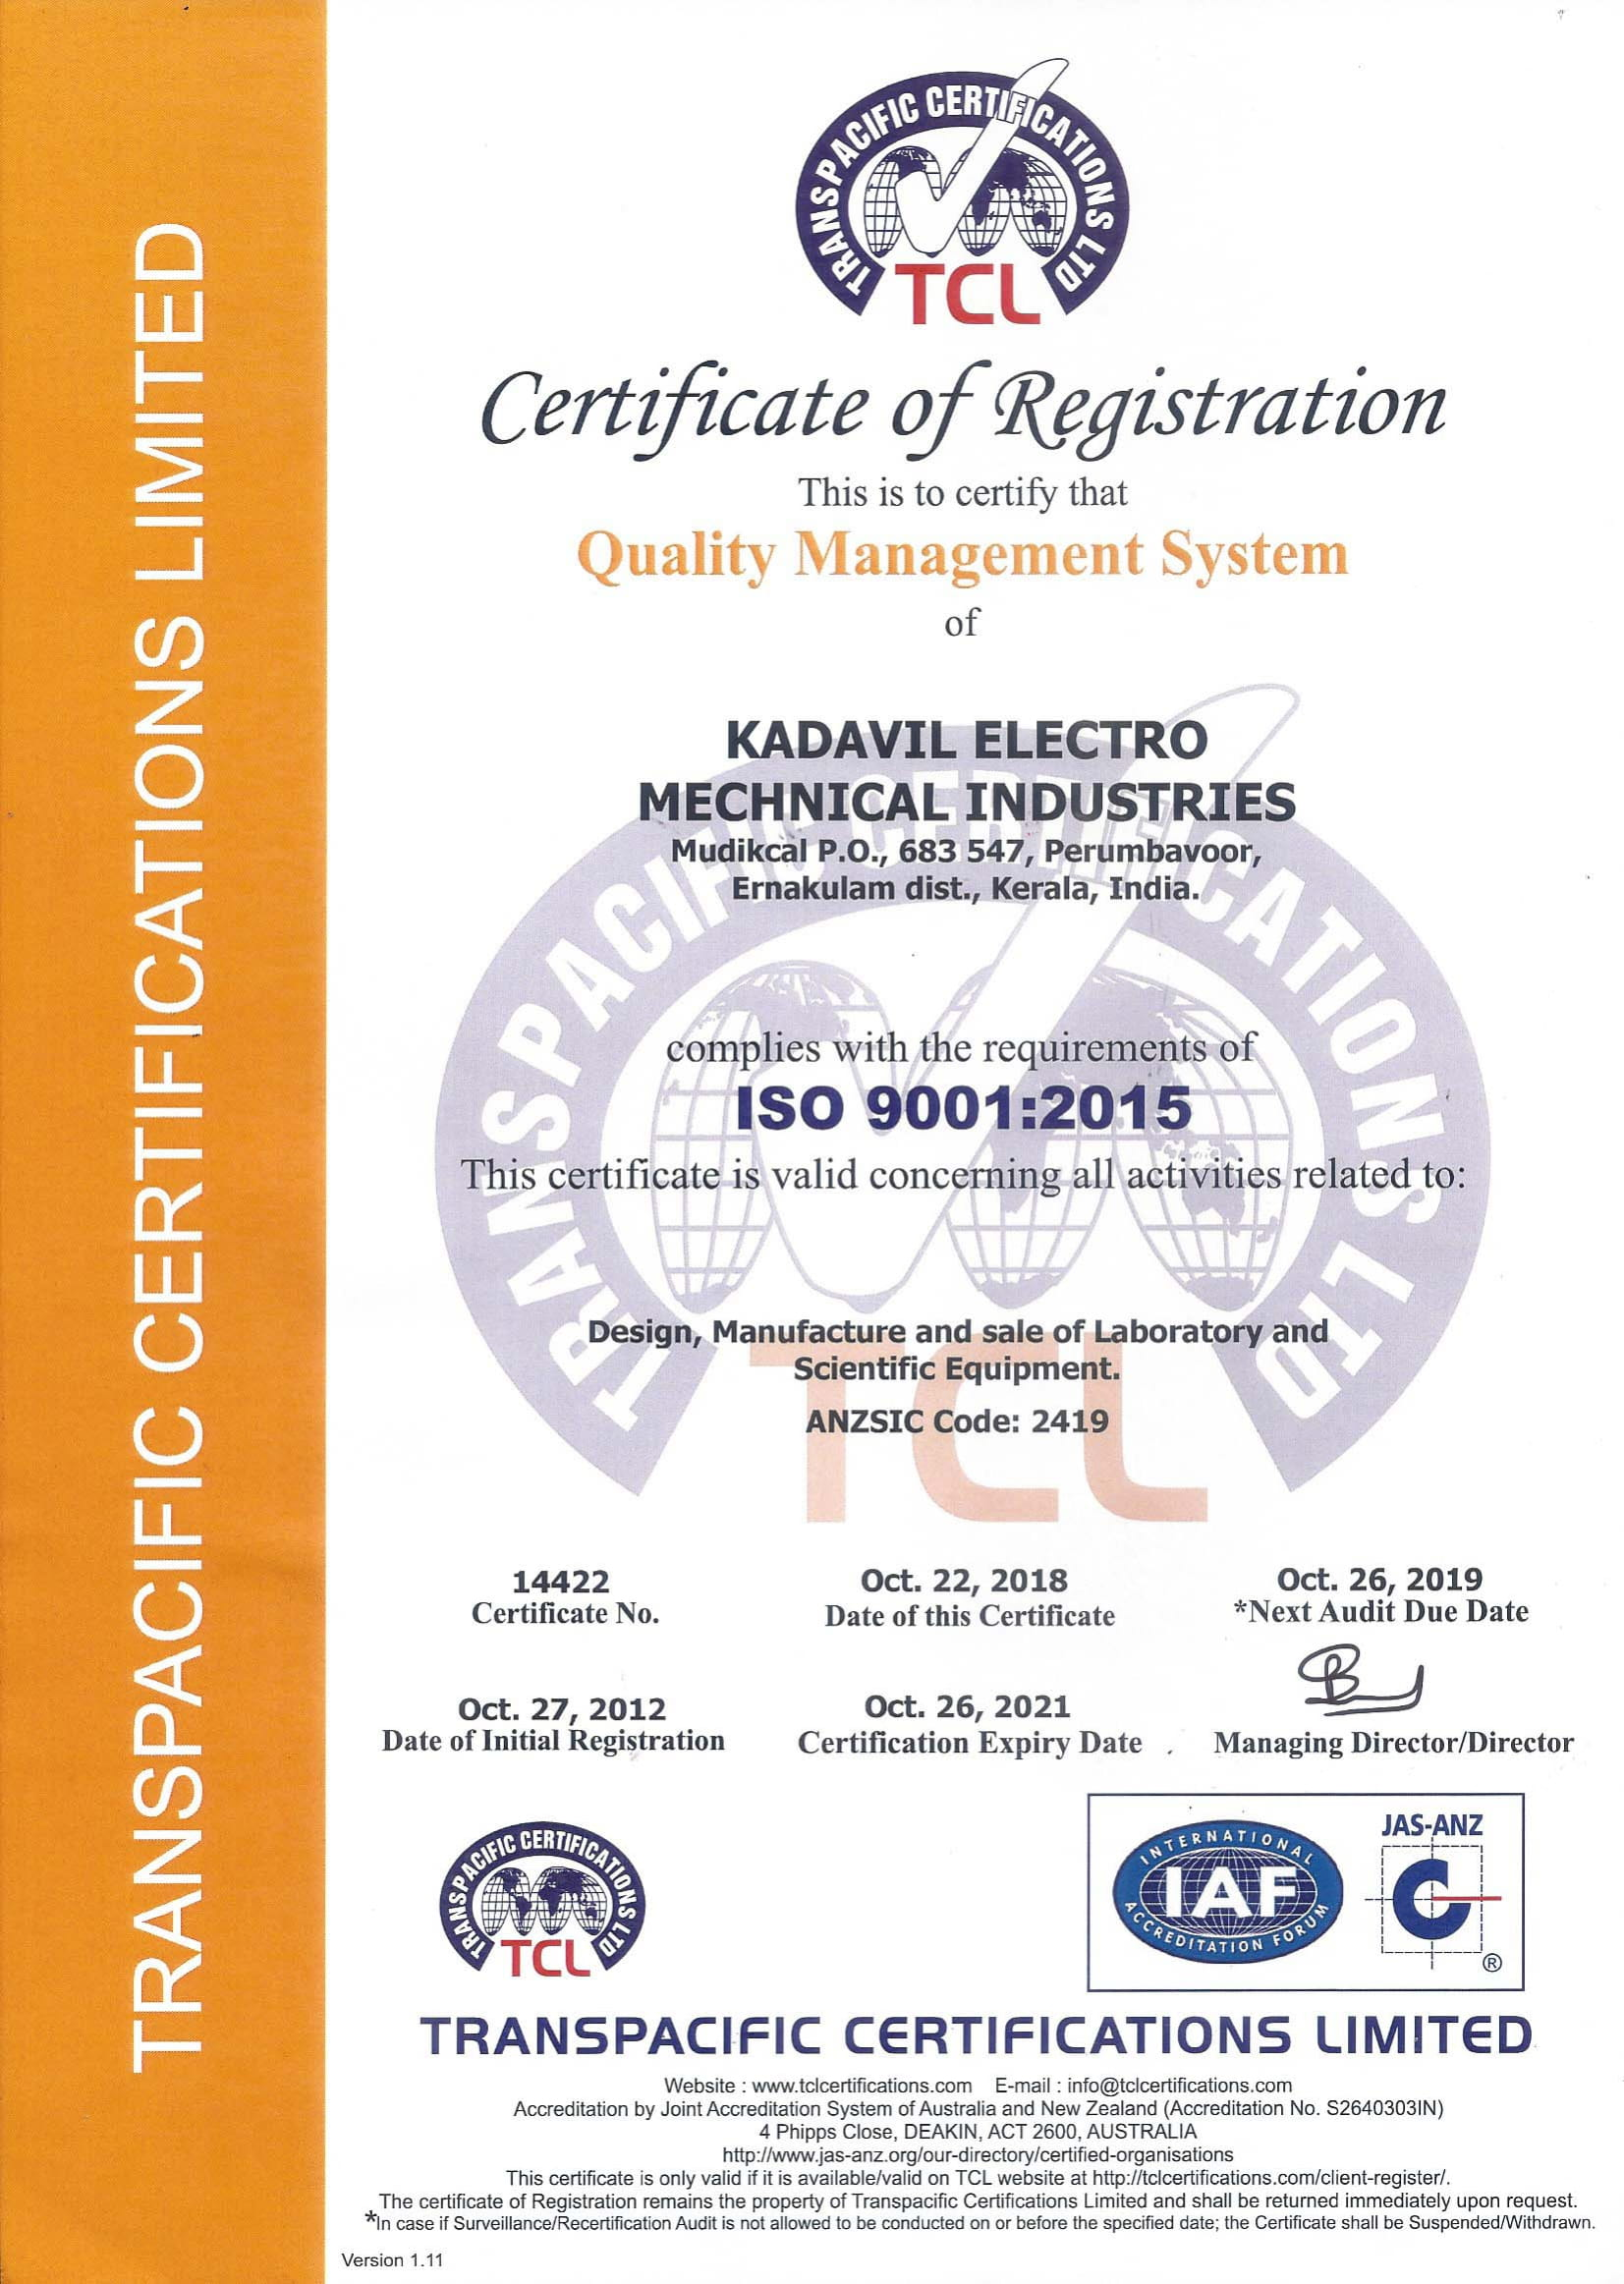 TRANSPACIFIC CERTIFICATIONS LIMITED
TRANSPACIFIC CERTIFICATIONS LTD
TCL
Certificate of Registration
This is to certify that
Quality Management System
of
KADAVIL ELECTRO
MECHNICAL INDUSTRIES
Mudikcal P.O., 683 547, Perumbavoor,
Ernakulam dist., Kerala, India.
TRANSPACIFIC CERTIFICATIONS LTD
complies with the requirements of
ISO 9001:2015
This certificate is valid concerning all activities related to:
Design, Manufacture and sale of Laboratory and
Scientific Equipment.
ANZSIC Code: 2419
TCL
14422
Certificate No.
Oct. 22, 2018
Date of this Certificate
Oct. 26, 2019
*Next Audit Due Date
Oct. 27, 2012
Date of Initial Registration
Oct. 26, 2021
Certification Expiry Date
Managing Director/Director
TRANSPACIFIC CERTIFICATIONS LTD
TCL
INTERNATIONAL
IAF
ACCREDITATION FORUM
JAS-ANZ
®
TRANSPACIFIC CERTIFICATIONS LIMITED
Website : www.tclcertifications.com E-mail : info@tclcertifications.com
Accreditation by Joint Accreditation System of Australia and New Zealand (Accreditation No. S2640303IN)
4 Phipps Close, DEAKIN, ACT 2600, AUSTRALIA
http://www.jas-anz.org/our-directory/certified-organisations
This certificate is only valid if it is available/valid on TCL website at http://tclcertifications.com/client-register/.
The certificate of Registration remains the property of Transpacific Certifications Limited and shall be returned immediately upon request.
*In case if Surveillance/Recertification Audit is not allowed to be conducted on or before the specified date; the Certificate shall be Suspended/Withdrawn.
Version 1.11